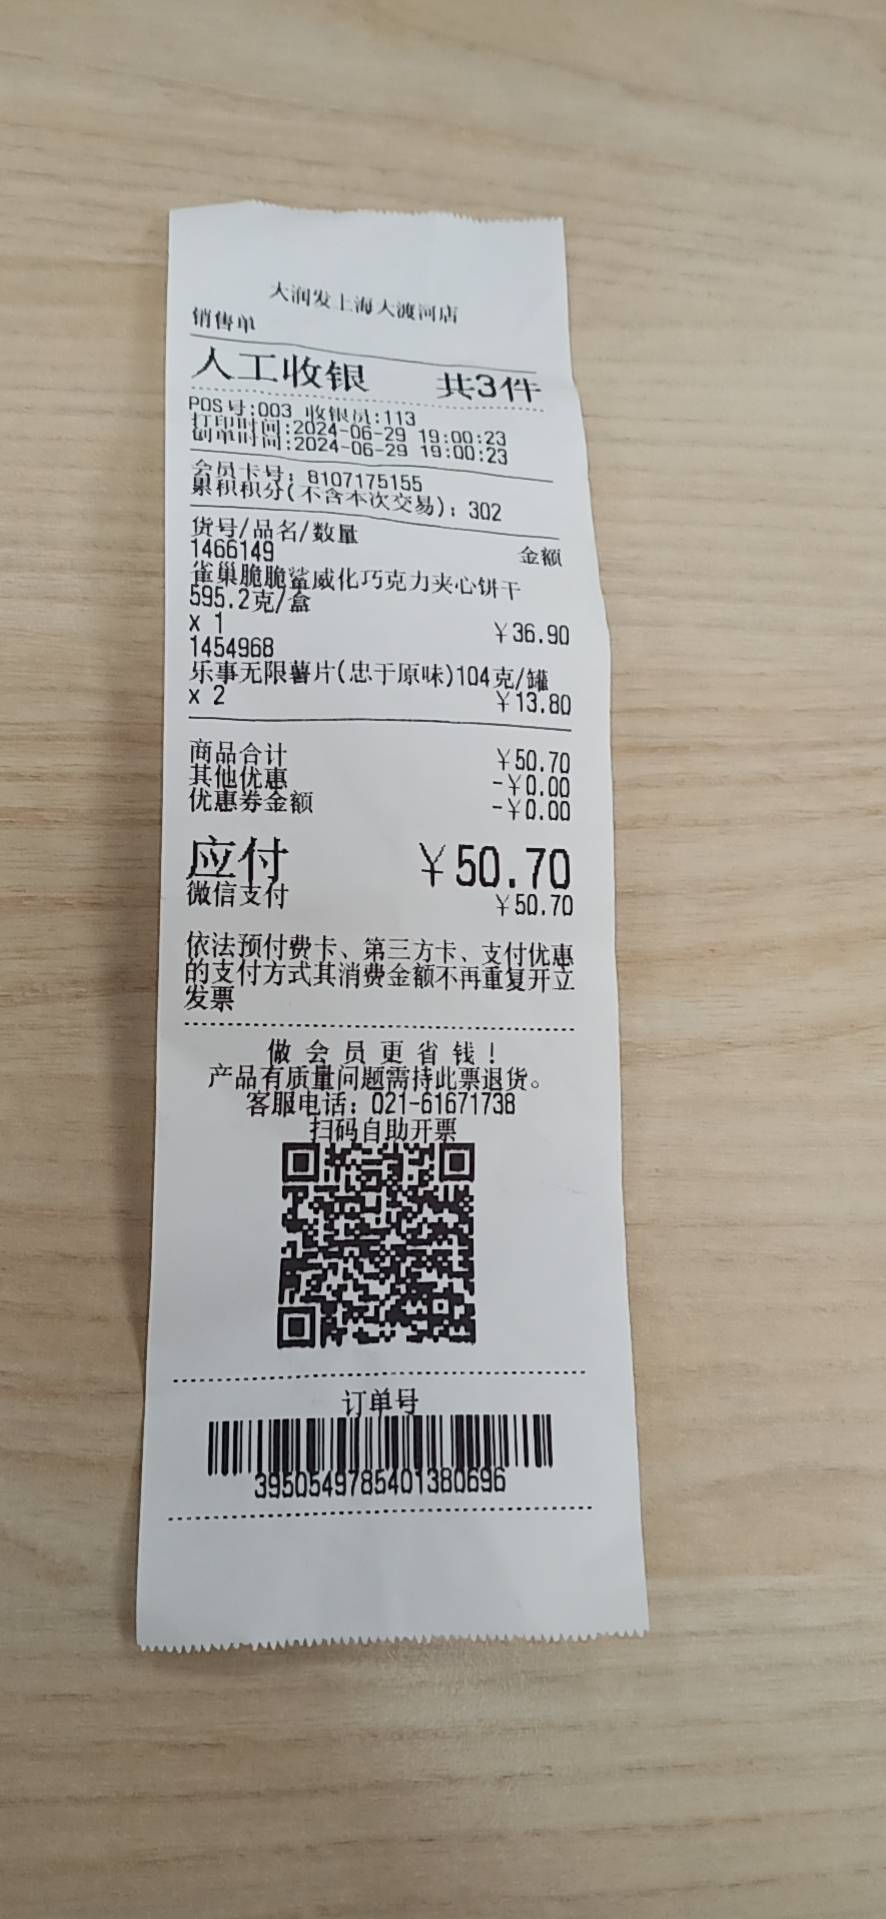 大润发上海大渡河店
销售单
人工收银 共3件
POS号:003 收银员:113
打印时间:2024-06-29 19:00:23
创单时间:2024-06-29 19:00:23
会员卡号: 8107175155
累积积分(不含本次交易): 302
货号/品名/数量 金额
1466149
雀巢脆脆鲨威化巧克力夹心饼干
595.2克/盒
x 1 ¥36.90
1454968
乐事无限薯片(忠于原味)104克/罐
x 2 ¥13.80
商品合计 ¥50.70
其他优惠 -¥0.00
优惠券金额 -¥0.00
应付 ¥50.70
微信支付 ¥50.70
依法预付费卡、第三方卡、支付优惠
的支付方式其消费金额不再重复开立
发票
做会员更省钱!
产品有质量问题需持此票退货。
客服电话: 021-61671738
扫码自助开票
订单号
3950549785401380696